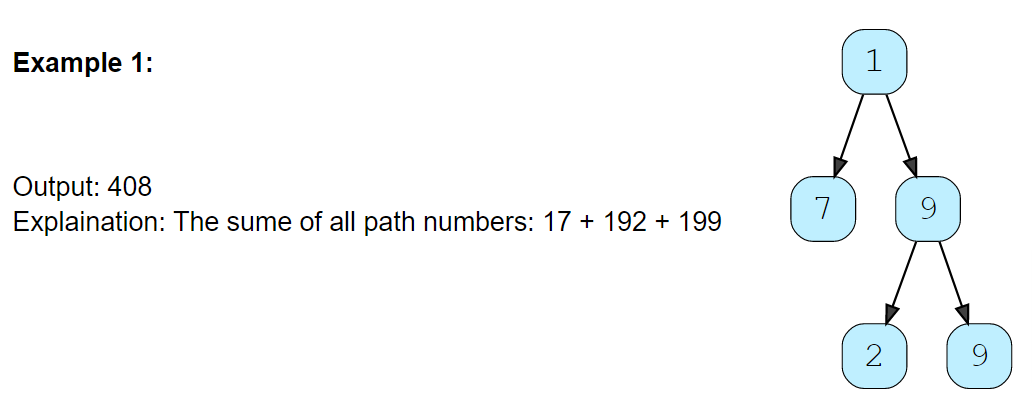 Example 1:
Output: 408
Explaination: The sume of all path numbers: 17 + 192 + 199
1
7 9
2 9